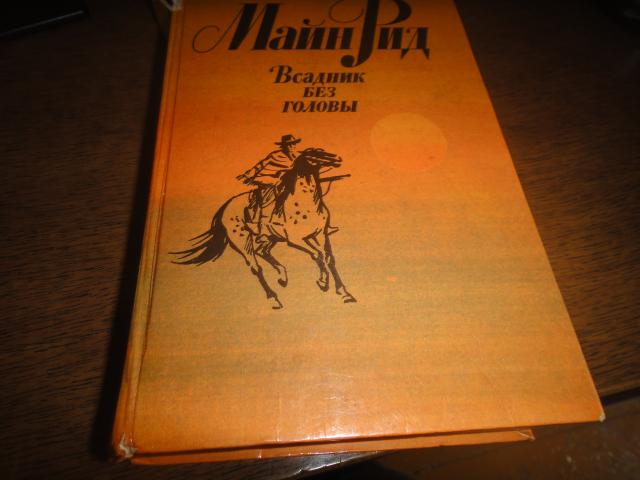 Майн Рид
Всадник
без
головы